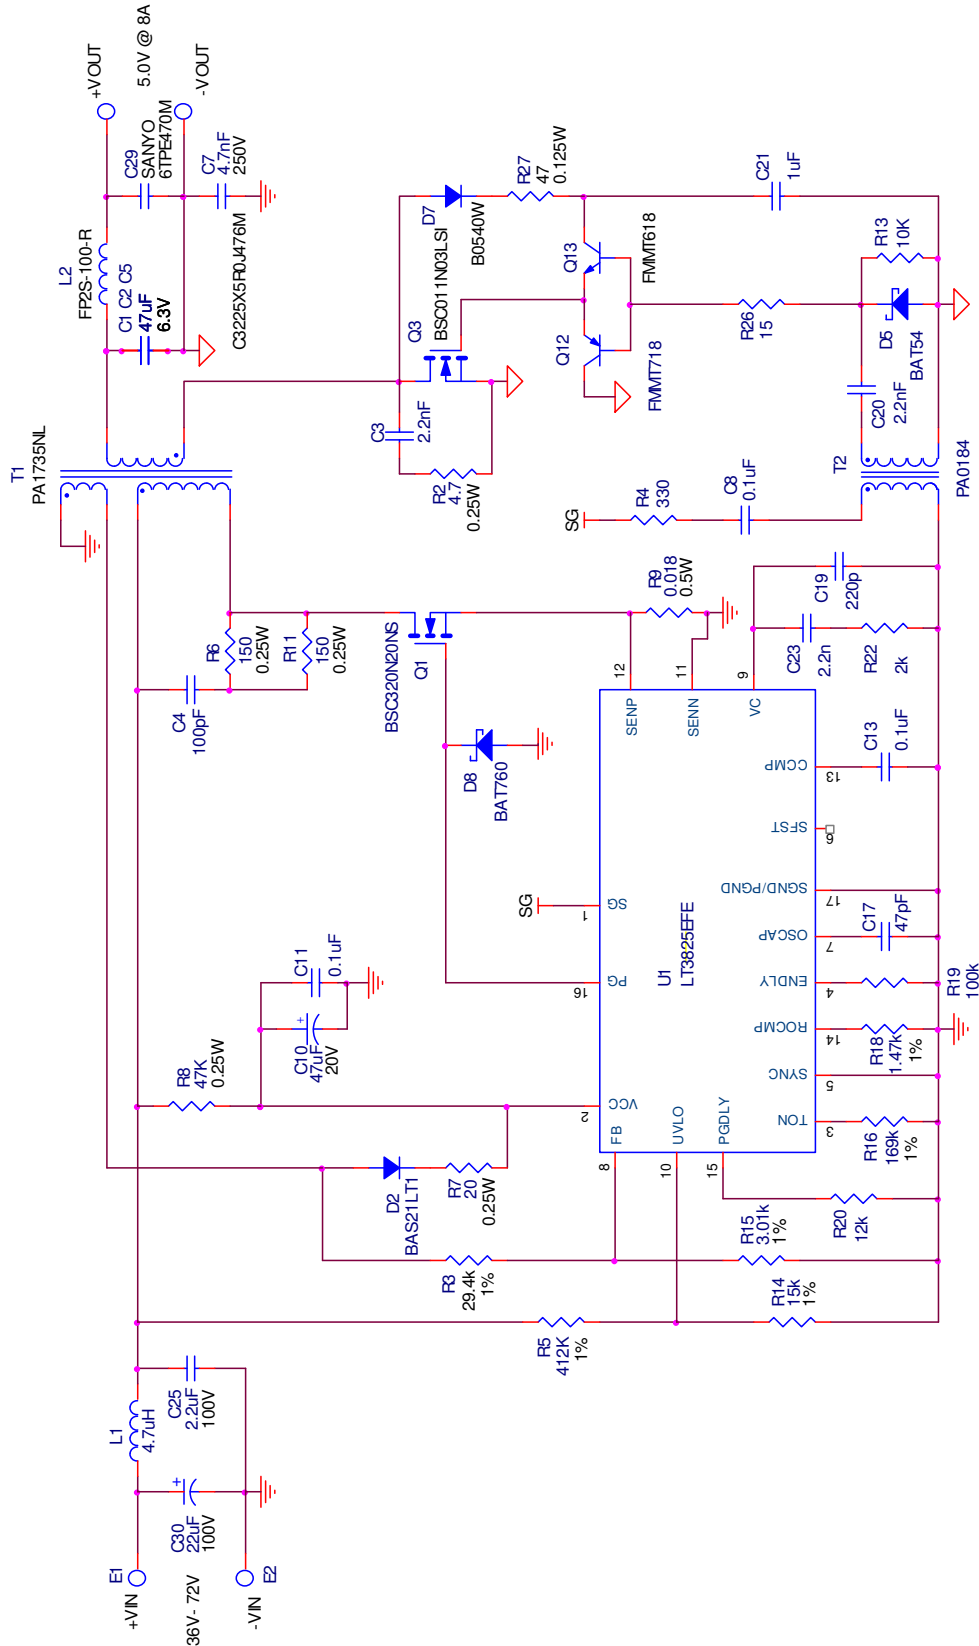 +VIN
E1
36V - 72V
-VIN
E2
C30
22uF
100V
L1
4.7uH
C25
2.2uF
100V
R5
412K
1%
R14
15k
1%
R3
29.4k
1%
R15
3.01k
1%
D2
BAS21LT1
R7
20
0.25W
R20
12k
R8
47K
0.25W
C10
47uF
20V
C11
0.1uF
R16
169k
1%
R18
1.47k
1%
R19
100k
C17
47pF
C13
0.1uF
U1
LT3825EFE
FB
8
UVLO
10
PGDLY
15
VCC
2
PG
16
SG
1
SG
SENP
12
SENN
11
VC
9
TON
3
SYNC
5
ROCMP
14
ENDLY
4
OSCAP
7
SGND/PGND
17
SFST
6
CCMP
13
C4
100pF
R6
150
0.25W
R11
150
0.25W
D8
BAT760
BSC320N20NS
Q1
R9
0.018
0.5W
C23
2.2n
R22
2k
C19
220p
T1
PA1735NL
SG
R4
330
C8
0.1uF
T2
PA0184
C3
2.2nF
R2
4.7
0.25W
Q3
BSC011N03LSI
Q12
FMMT718
Q13
FMMT618
R26
15
C20
2.2nF
D5
BAT54
R13
10K
D7
B0540W
R27
47
0.125W
C21
1uF
L2
FP2S-100-R
C1 C2 C5
47uF
6.3V
C3225X5R0J476M
C29
SANYO
6TPE470M
C7
4.7nF
250V
+VOUT
5.0V @ 8A
-VOUT